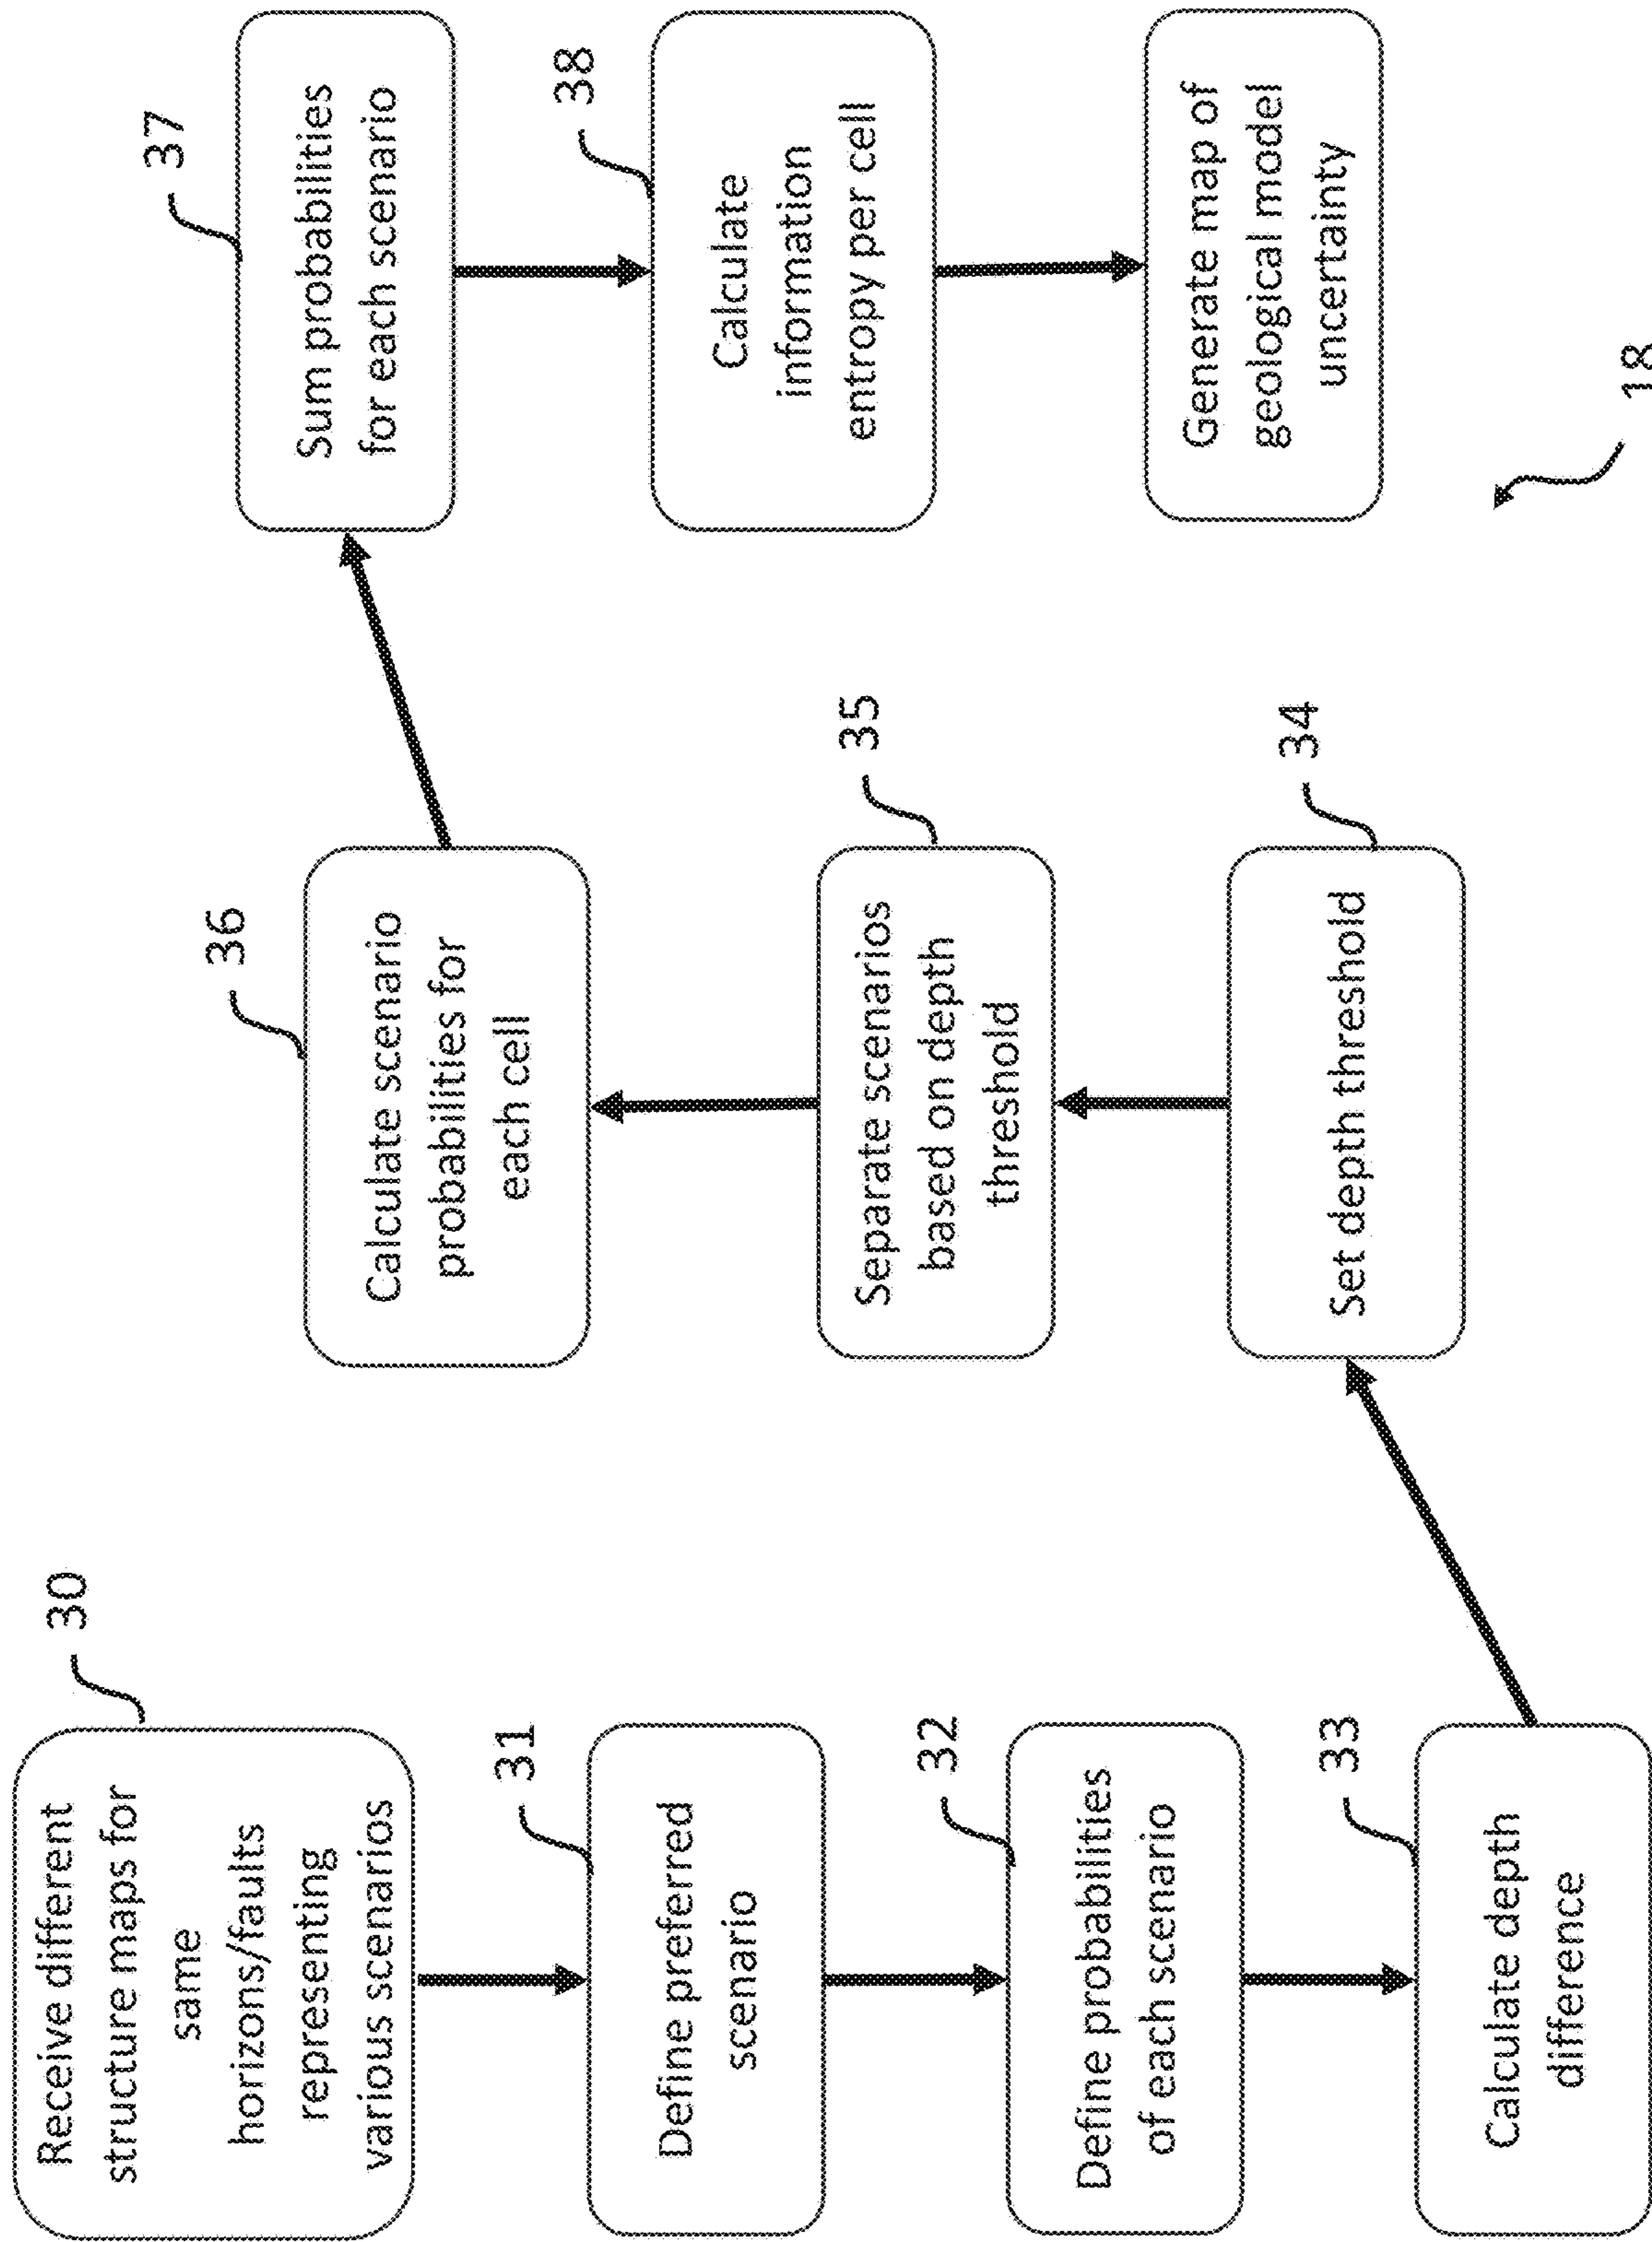 30
Receive different
structure maps for
same
horizons/faults
representing
various scenarios
31
Define preferred
scenario
32
Define probabilities
of each scenario
33
Calculate depth
difference
34
Set depth threshold
35
Separate scenarios
based on depth
threshold
36
Calculate scenario
probabilities for
each cell
37
Sum probabilities
for each scenario
38
Calculate
information
entropy per cell
Generate map of
geological model
uncertainty
18